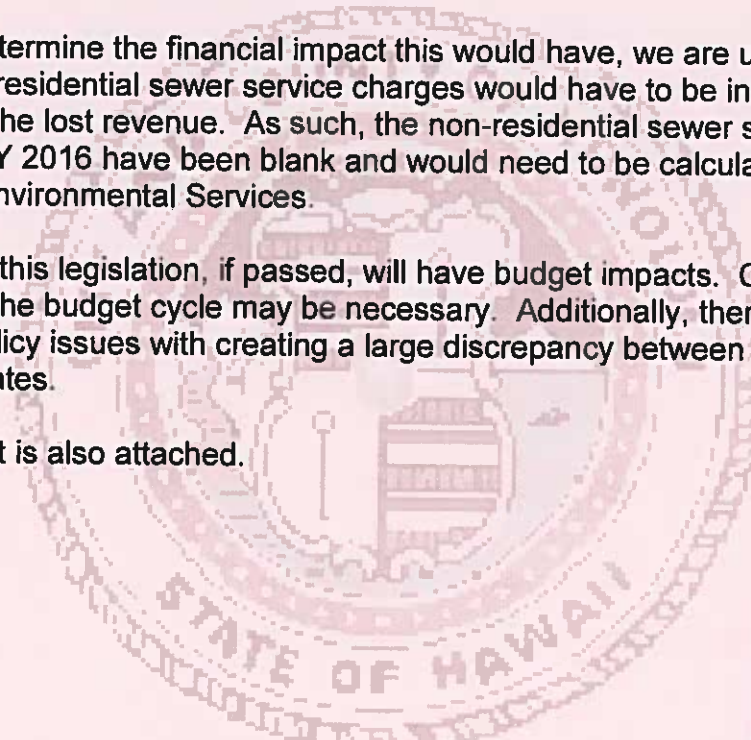 termine the financial impact this would have, we are u
residential sewer service charges would have to be in
he lost revenue. As such, the non-residential sewer s
Y 2016 have been blank and would need to be calcula
nvironmental Services.
this legislation, if passed, will have budget impacts. C
he budget cycle may be necessary. Additionally, ther
licy issues with creating a large discrepancy between
ates.
t is also attached.
STATE OF HAWAII